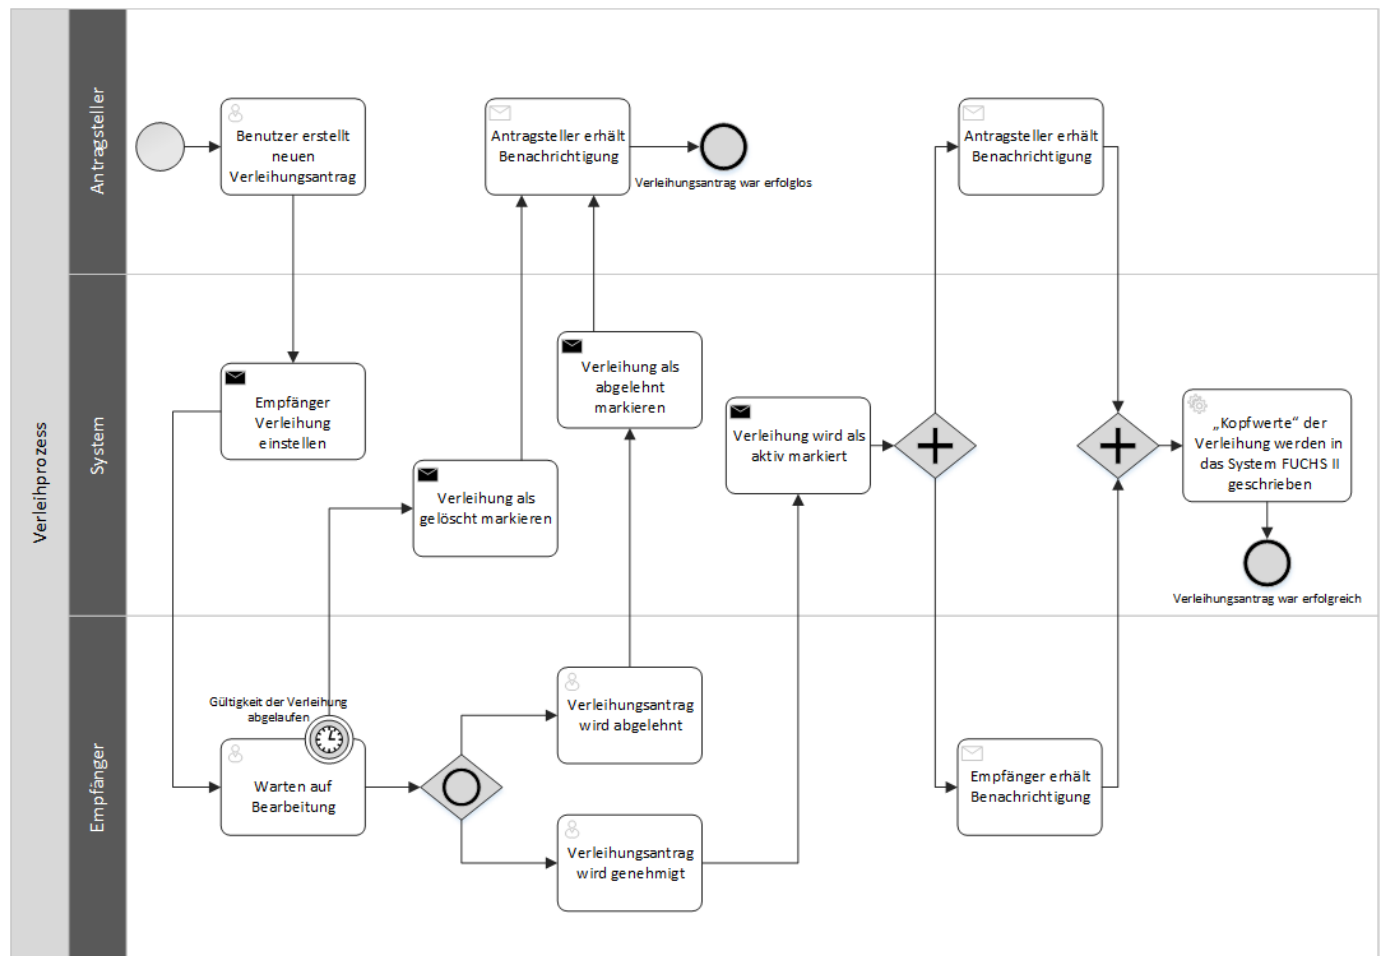 Verleihprozess
Antragsteller
Benutzer erstellt
neuen
Verleihungsantrag
Antragsteller erhält
Benachrichtigung
Verleihungsantrag war erfolglos
Antragsteller erhält
Benachrichtigung
System
Empfänger
Verleihung
einstellen
Verleihung als
gelöscht markieren
Verleihung als
abgelehnt
markieren
Verleihung wird als
aktiv markiert
„Kopfwerte“ der
Verleihung werden in
das System FUCHS II
geschrieben
Verleihungsantrag war erfolgreich
Empfänger
Gültigkeit der Verleihung
abgelaufen
Warten auf
Bearbeitung
Verleihungsantrag
wird abgelehnt
Verleihungsantrag
wird genehmigt
Empfänger erhält
Benachrichtigung